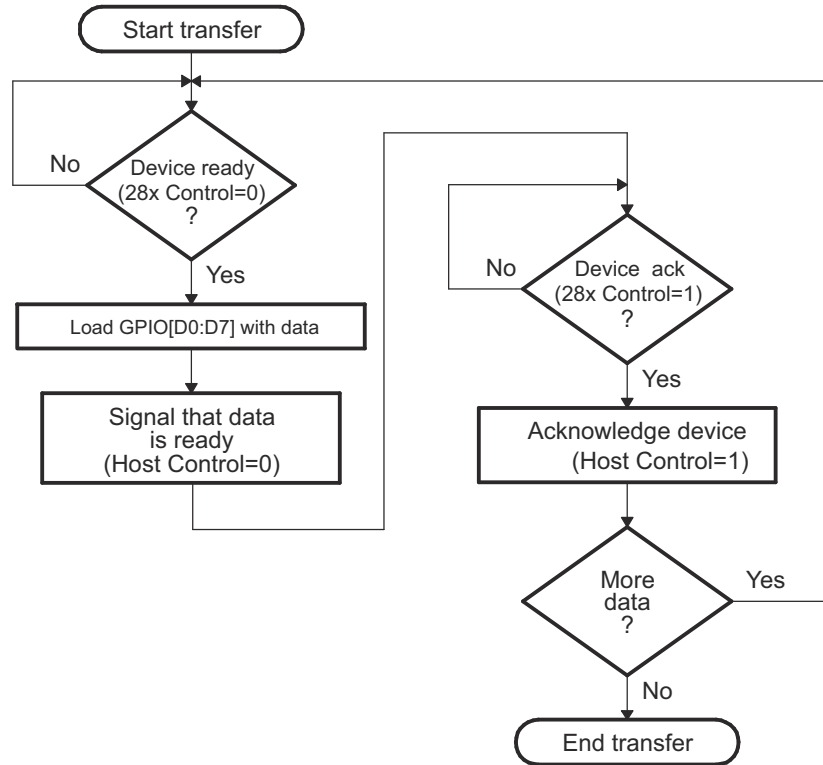 Start transfer
No
Device ready
(28x Control=0)
?
Yes
Load GPIO[D0:D7] with data
Signal that data
is ready
(Host Control=0)
No
Device ack
(28x Control=1)
?
Yes
Acknowledge device
(Host Control=1)
More
data
?
Yes
No
End transfer